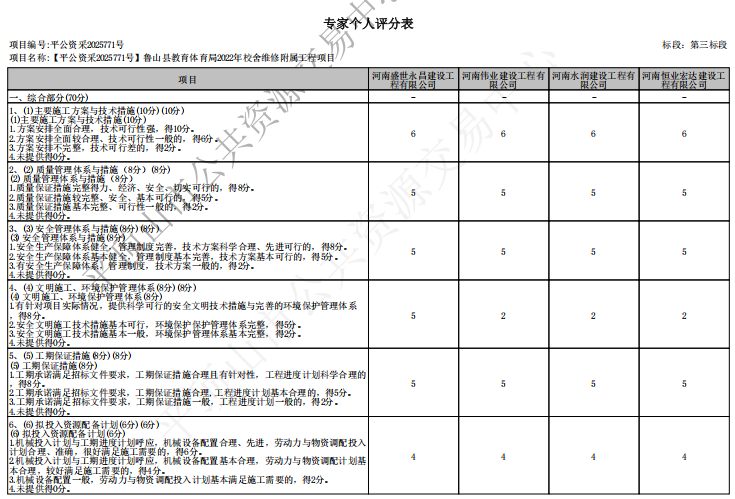 专家个人评分表
项目编号:平公资采2025771号 标段：第三标段
项目名称:【平公资采2025771号】鲁山县教育体育局2022年校舍维修附属工程项目
项目 河南盛世永昌建设工程有限公司 河南伟业建设工程有限公司 河南水润建设工程有限公司 河南恒业宏达建设工程有限公司
一、综合部分(70分) - - - -
1、(1)主要施工方案与技术措施(10分)(10分)
(1)主要施工方案与技术措施(10分)
1.方案安排全面合理，技术可行性强，得10分。
2.方案安排全面较合理、技术可行性一般的，得6分。
3.方案安排不完整，技术可行差的，得2分。
4.未提供得0分。
6 6 6 6
2、(2)质量管理体系与措施（8分）(8分)
(2)质量管理体系与措施（8分）
1.质量保证措施完整得力、经济、安全、切实可行的，得8分。
2.质量保证措施较完整、安全、基本可行的，得5分。
3.质量保证措施基本完整、可行性一般的，得2分。
4.未提供得0分。
5 5 5 5
3、(3)安全管理体系与措施(8分)(8分)
(3)安全管理体系与措施(8分)
1.安全生产保障体系健全，管理制度完善，技术方案科学合理、先进可行的，得8分。
2.安全生产保障体系基本健全，管理制度基本完善，技术方案基本可行的，得5分。
3.有安全生产保障体系，管理制度，技术方案一般的，得2分。
4.未提供得0分。
5 5 5 5
4、(4)文明施工、环境保护管理体系(8分)(8分)
(4)文明施工、环境保护管理体系(8分)
1.有针对项目实际情况，提供科学可行的安全文明技术措施与完善的环境保护管理体系
，得8分。
2.安全文明施工技术措施基本可行，环境保护保护管理体系完整，得5分。
3.安全文明施工技术措施基本一般，环境保护管理体系基本完整，得2分。
4.未提供得0分。
5 2 2 2
5、(5)工期保证措施(8分)(8分)
(5)工期保证措施(8分)
1.工期承诺满足招标文件要求，工期保证措施合理且有针对性，工程进度计划科学合理的
，得8分。
2.工期承诺满足招标文件要求，工期保证措施合理,工程进度计划基本合理的，得5分。
3.工期承诺满足招标文件要求，工期保证措施一般，工程进度计划一般的，得2分。
4.未提供得0分。
5 5 5 5
6、(6)拟投入资源配备计划(6分)(6分)
(6)拟投入资源配备计划(6分)
1.机械投入计划与工期进度计划呼应，机械设备配置合理、先进，劳动力与物资调配投入
计划合理、准确，很好满足施工需要的，得6分。
2.机械投入计划与工期进度计划呼应，机械设备配置基本合理，劳动力与物资调配计划基
本合理，较好满足施工需要的，得4分。
3.机械设备配置一般，劳动力与物资调配投入计划基本满足施工需要的，得2分。
4.未提供得0分。
4 4 4 4
平顶山市公共资源交易中心
平顶山市公共资源交易中心